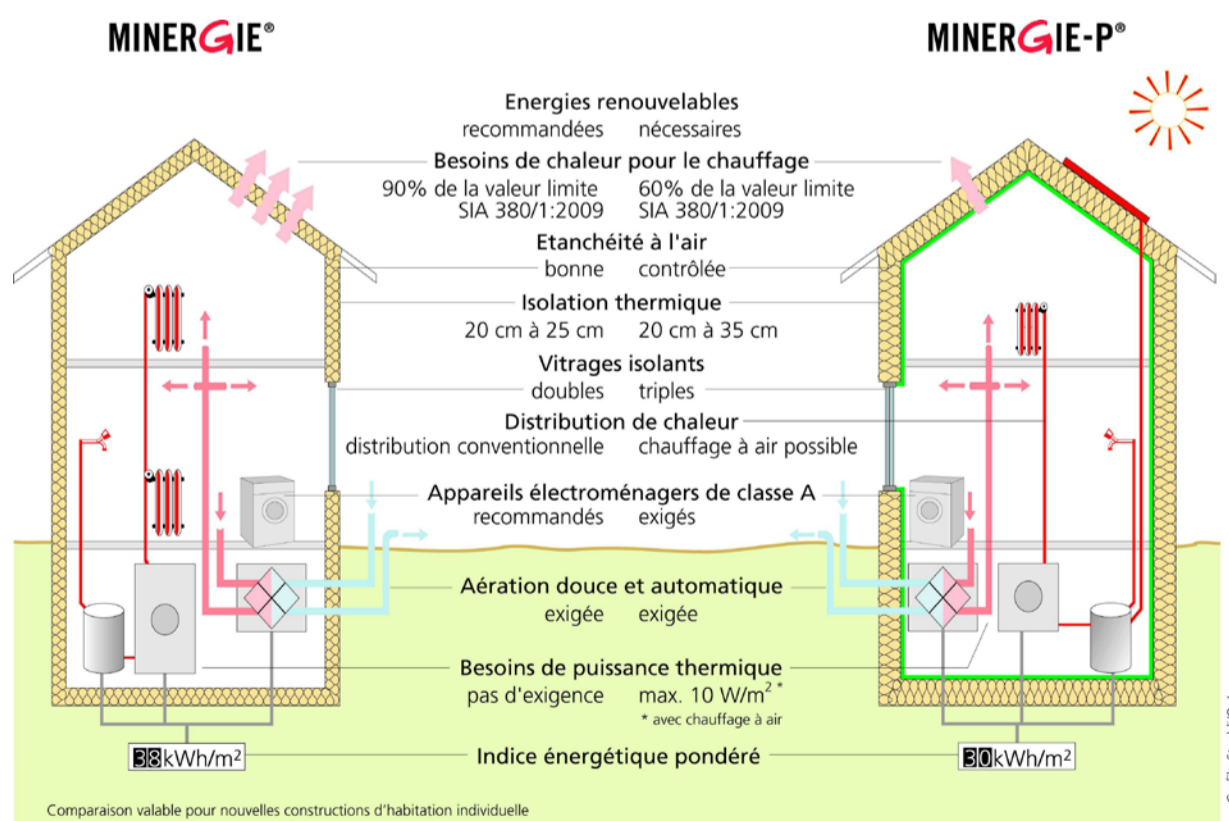 MINERGIE®
MINERGIE-P®
Energies renouvelables
recommandées nécessaires
Besoins de chaleur pour le chauffage
90% de la valeur limite 60% de la valeur limite
SIA 380/1:2009 SIA 380/1:2009
Etanchéité à l'air
bonne contrôlée
Isolation thermique
20 cm à 25 cm 20 cm à 35 cm
Vitrages isolants
doubles triples
Distribution de chaleur
distribution conventionnelle chauffage à air possible
Appareils électroménagers de classe A
recommandés exigés
Aération douce et automatique
exigée exigée
Besoins de puissance thermique
pas d'exigence max. 10 W/m² *
* avec chauffage à air
Indice énergétique pondéré
38kWh/m²
30kWh/m²
Comparaison valable pour nouvelles constructions d'habitation individuelle